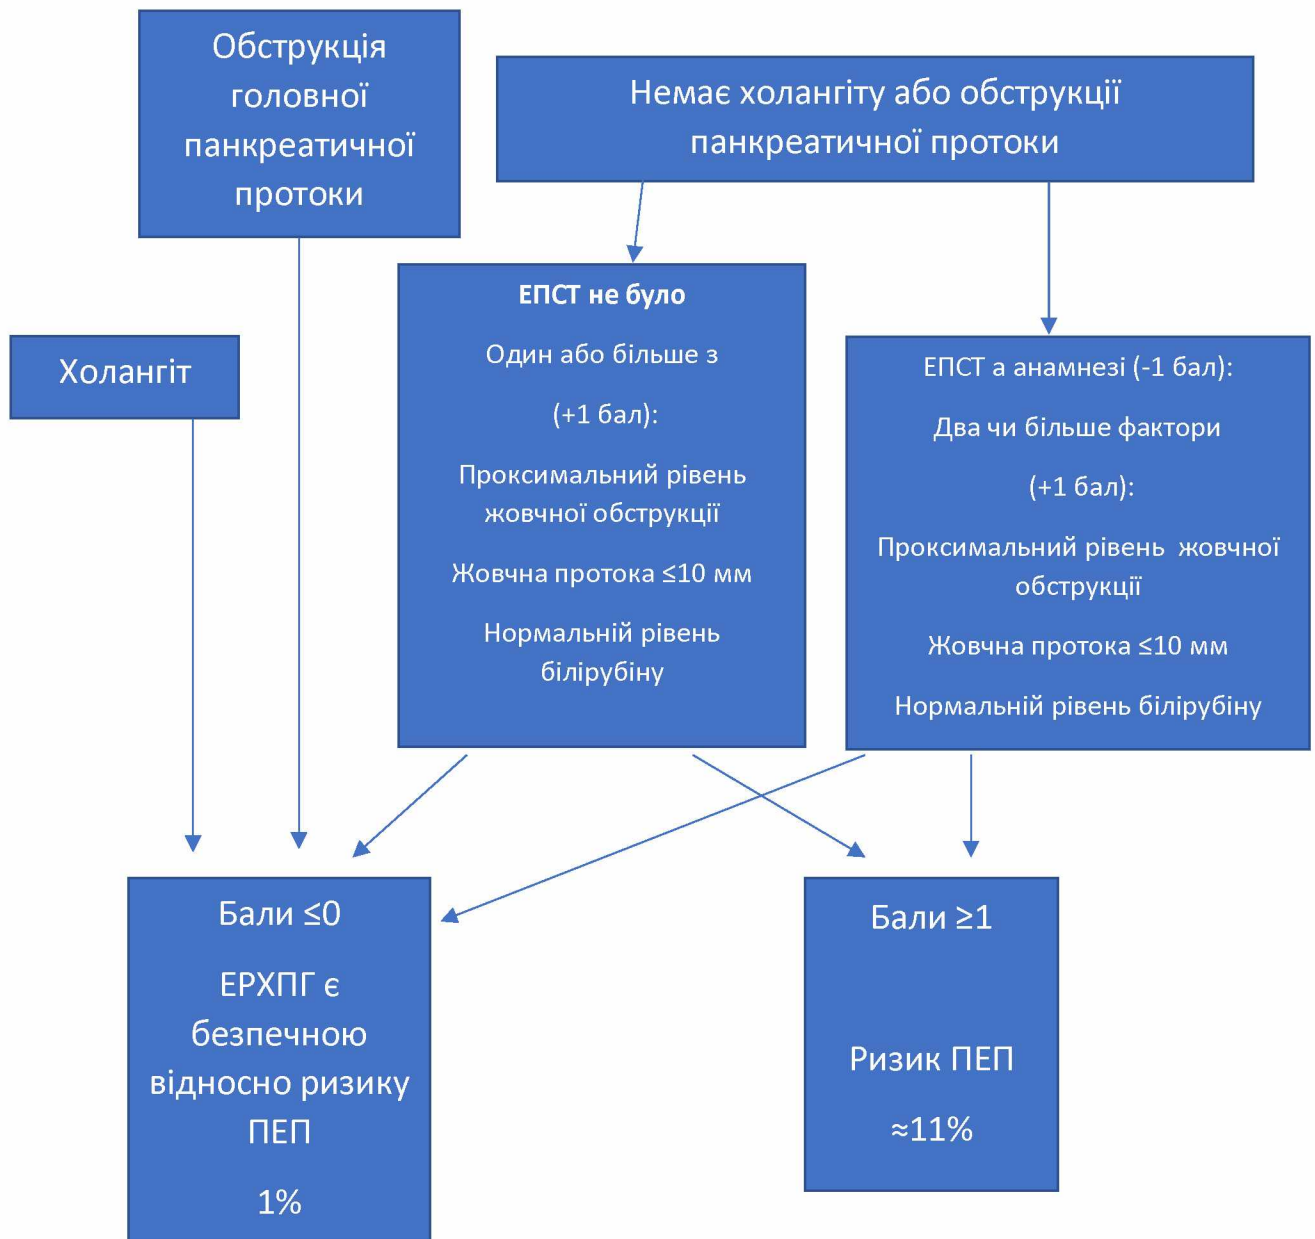 Обструкція
головної
панкреатичної
протоки
Немає холангіту або обструкції
панкреатичної протоки
Холангіт
ЕПСТ не було
Один або більше з
(+1 бал):
Проксимальний рівень
жовчної обструкції
Жовчна протока ≤10 мм
Нормальній рівень
білірубіну
ЕПСТ а анамнезі (-1 бал):
Два чи більше фактори
(+1 бал):
Проксимальний рівень жовчної
обструкції
Жовчна протока ≤10 мм
Нормальній рівень білірубіну
Бали ≤0
ЕРХПГ є
безпечною
відносно ризику
ПЕП
1%
Бали ≥1
Ризик ПЕП
≈11%